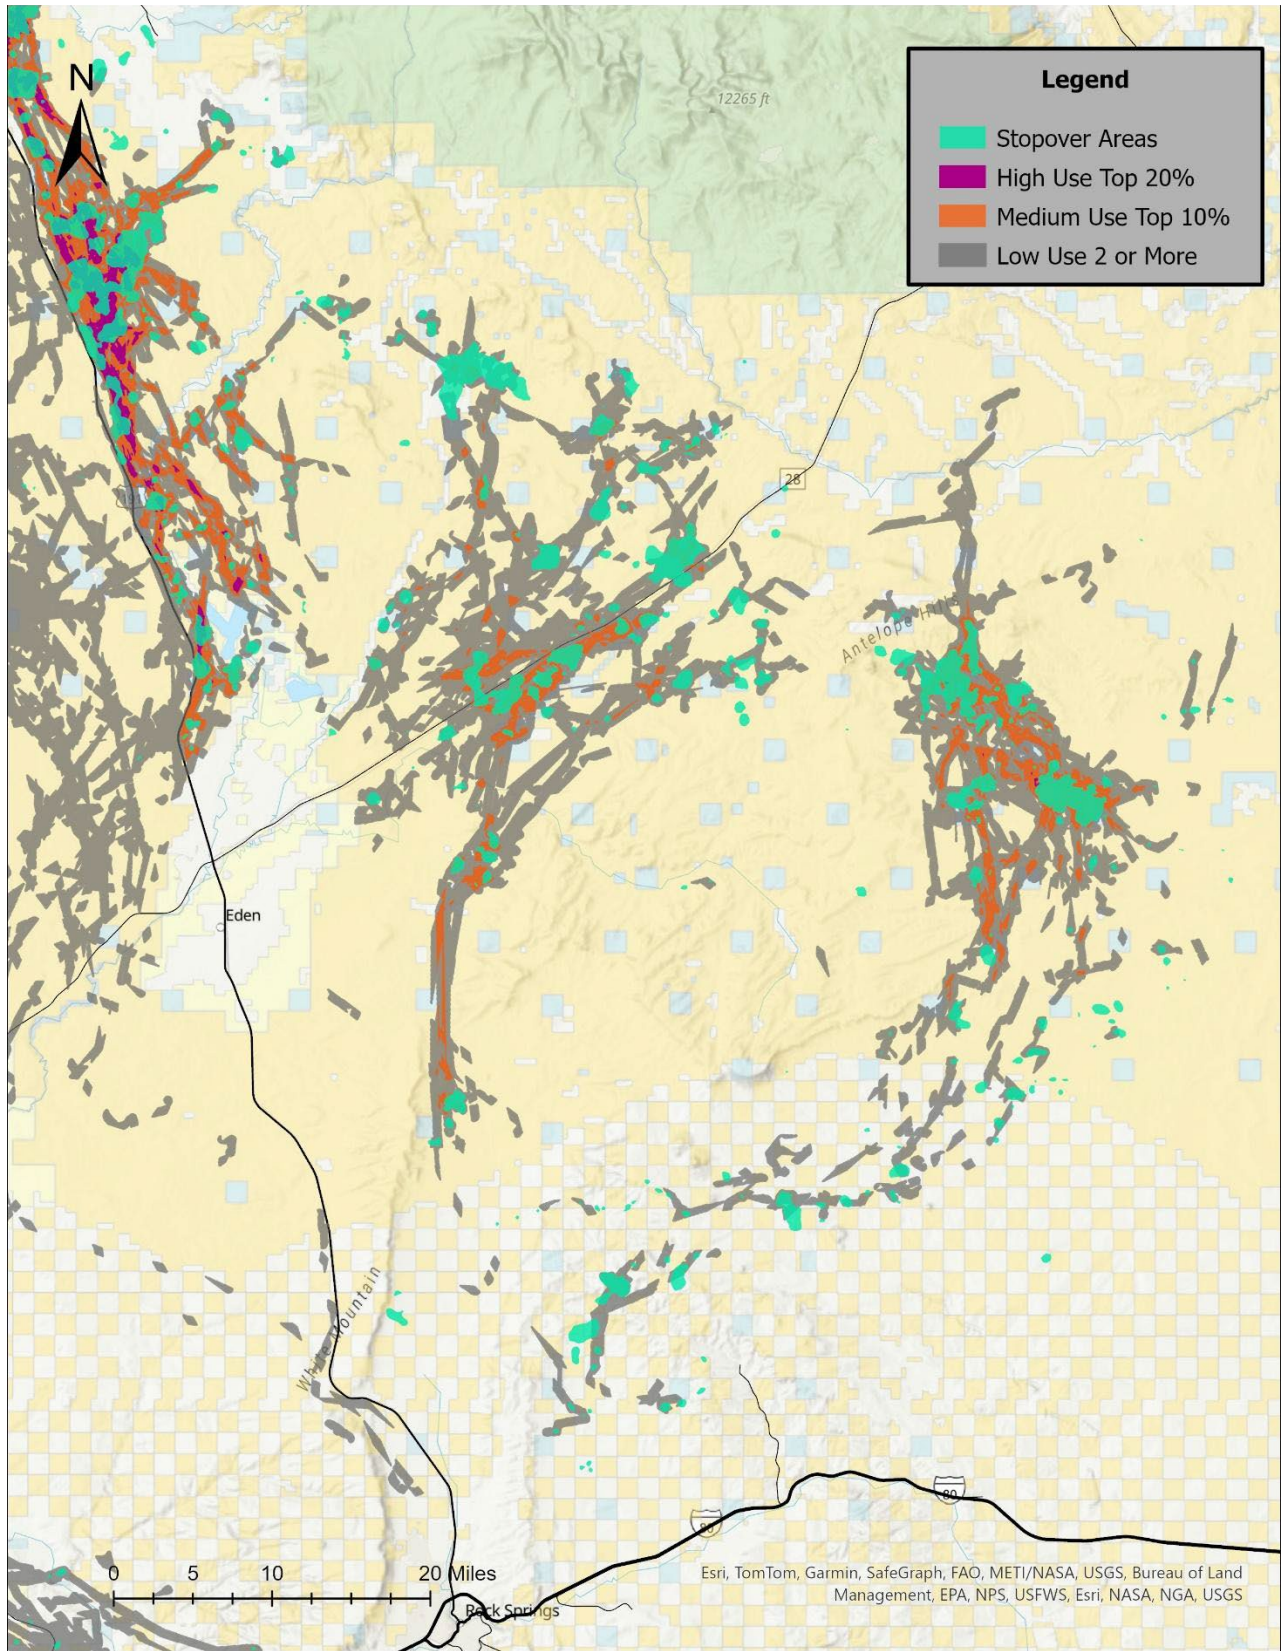 N
12265 ft
Legend
Stopover Areas
High Use Top 20%
Medium Use Top 10%
Low Use 2 or More
28
191
Antelope Hills
Eden
White Mountain
80
80
0 5 10 20 Miles
Rock Springs
Esri, TomTom, Garmin, SafeGraph, FAO, METI/NASA, USGS, Bureau of Land
Management, EPA, NPS, USFWS, Esri, NASA, NGA, USGS